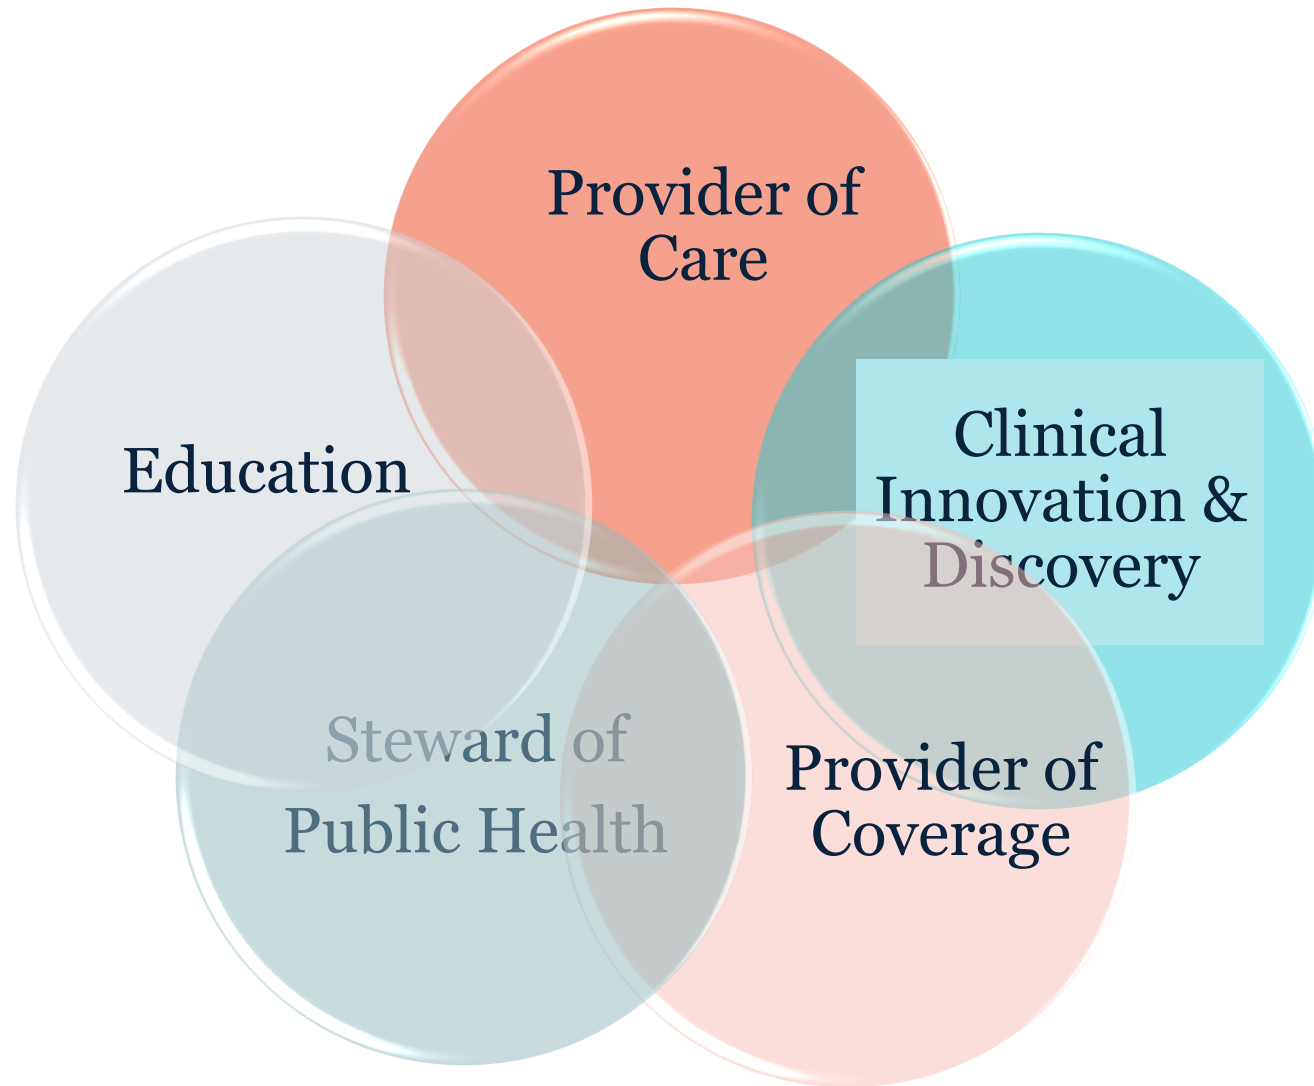 Provider of
Care
Education
Clinical
Innovation &
Discovery
Steward of
Public Health
Provider of
Coverage